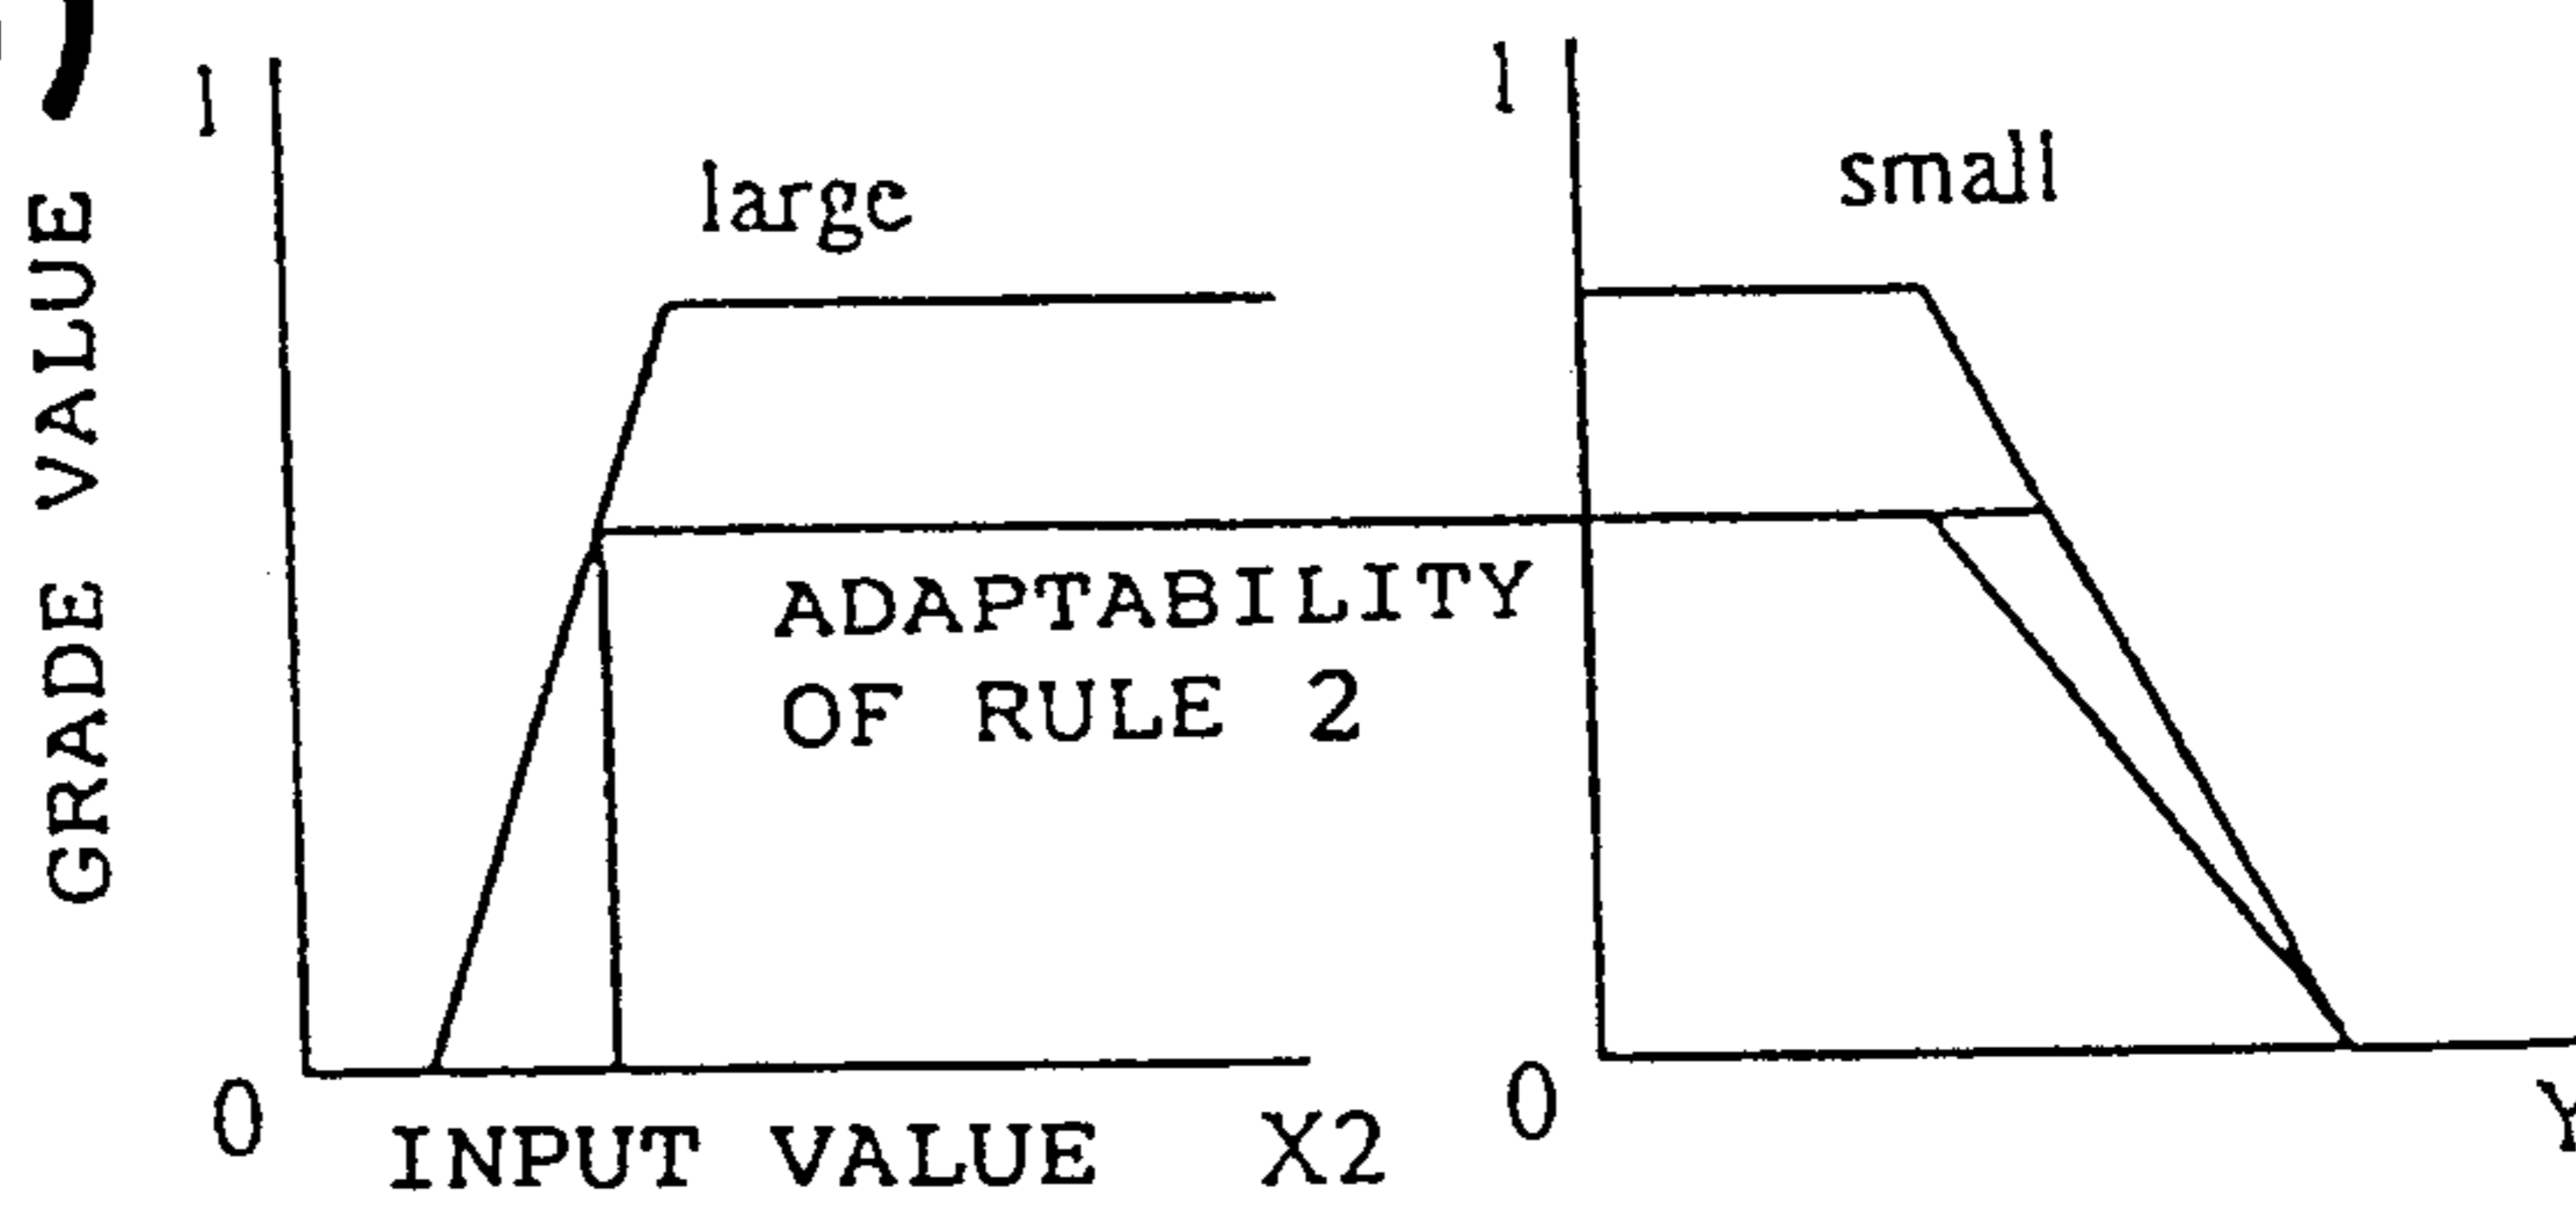 1
large
GRADE VALUE
ADAPTABILITY
OF RULE 2
0
INPUT VALUE X2
1
small
0
Y